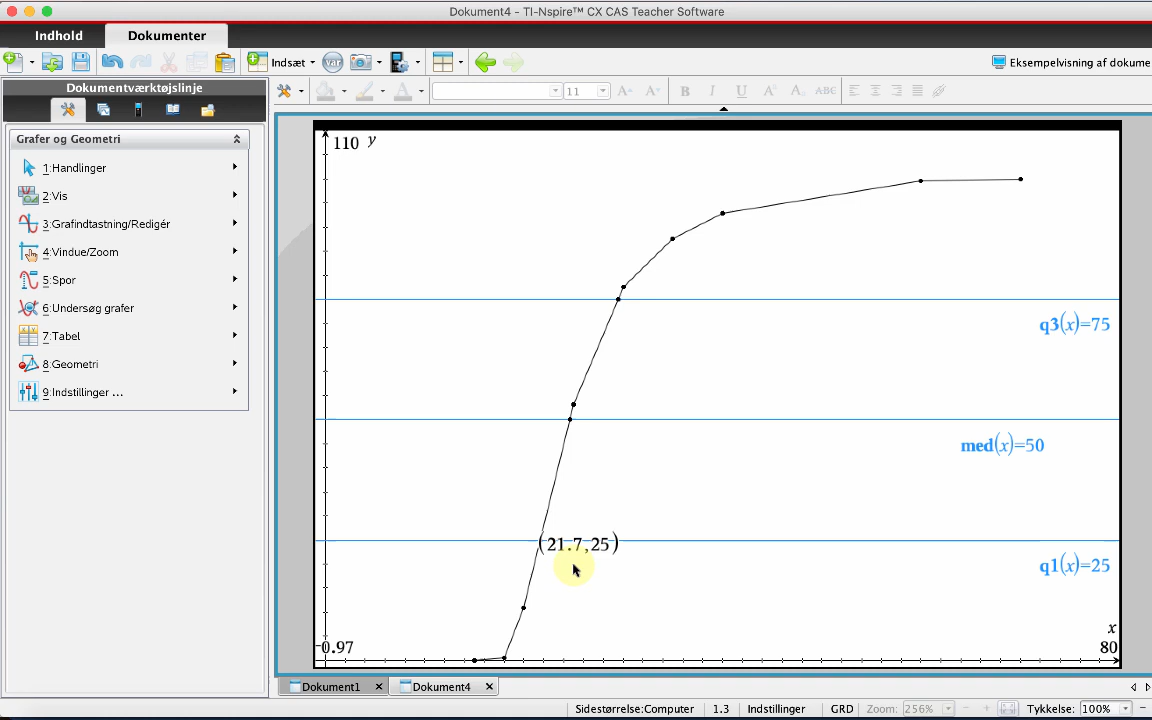 Dokument4 - TI-Nspire™ CX CAS Teacher Software
Indhold
Dokumenter
Indsæt
var
Eksempelvisning af dokume
Dokumentværktøjslinje
11
A A B I U A A ABC
Grafer og Geometri
1:Handlinger
2:Vis
3:Grafindtastning/Redigér
4:Vindue/Zoom
5:Spor
6:Undersøg grafer
7:Tabel
8:Geometri
9:Indstillinger ...
110 y
q3(x)=75
med(x)=50
(21.7,25)
q1(x)=25
x
-0.97
80
Dokument1
Dokument4
Sidestørrelse:Computer 1.3 Indstillinger GRD Zoom: 256% Tykkelse: 100%